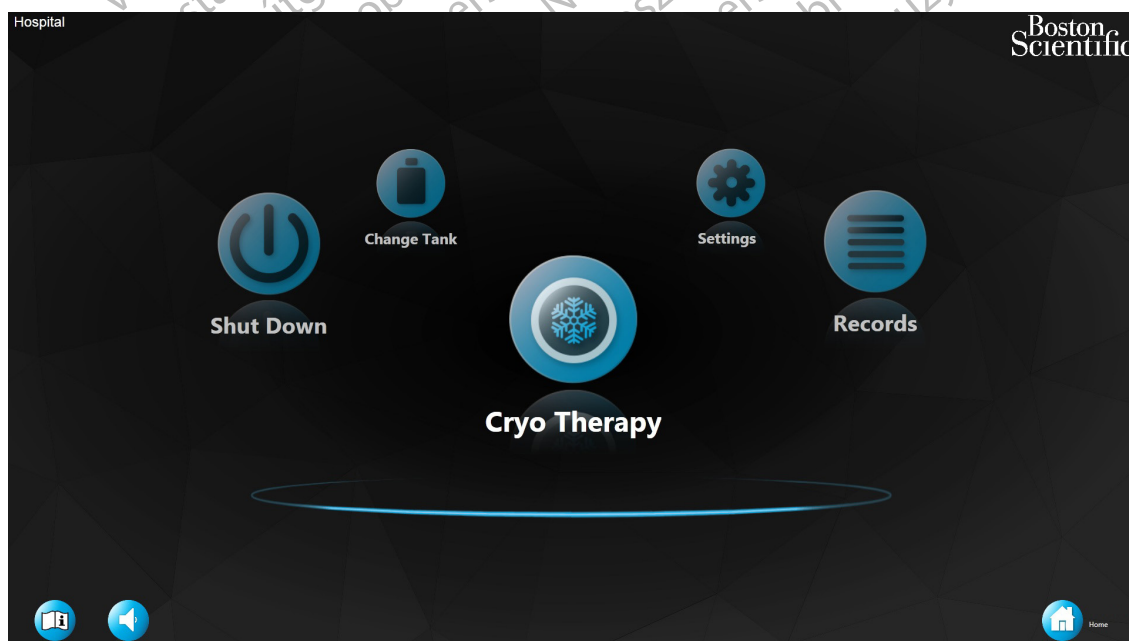 Hospital
Boston
Scientific
Change Tank
Settings
Shut Down
Records
Cryo Therapy
Home